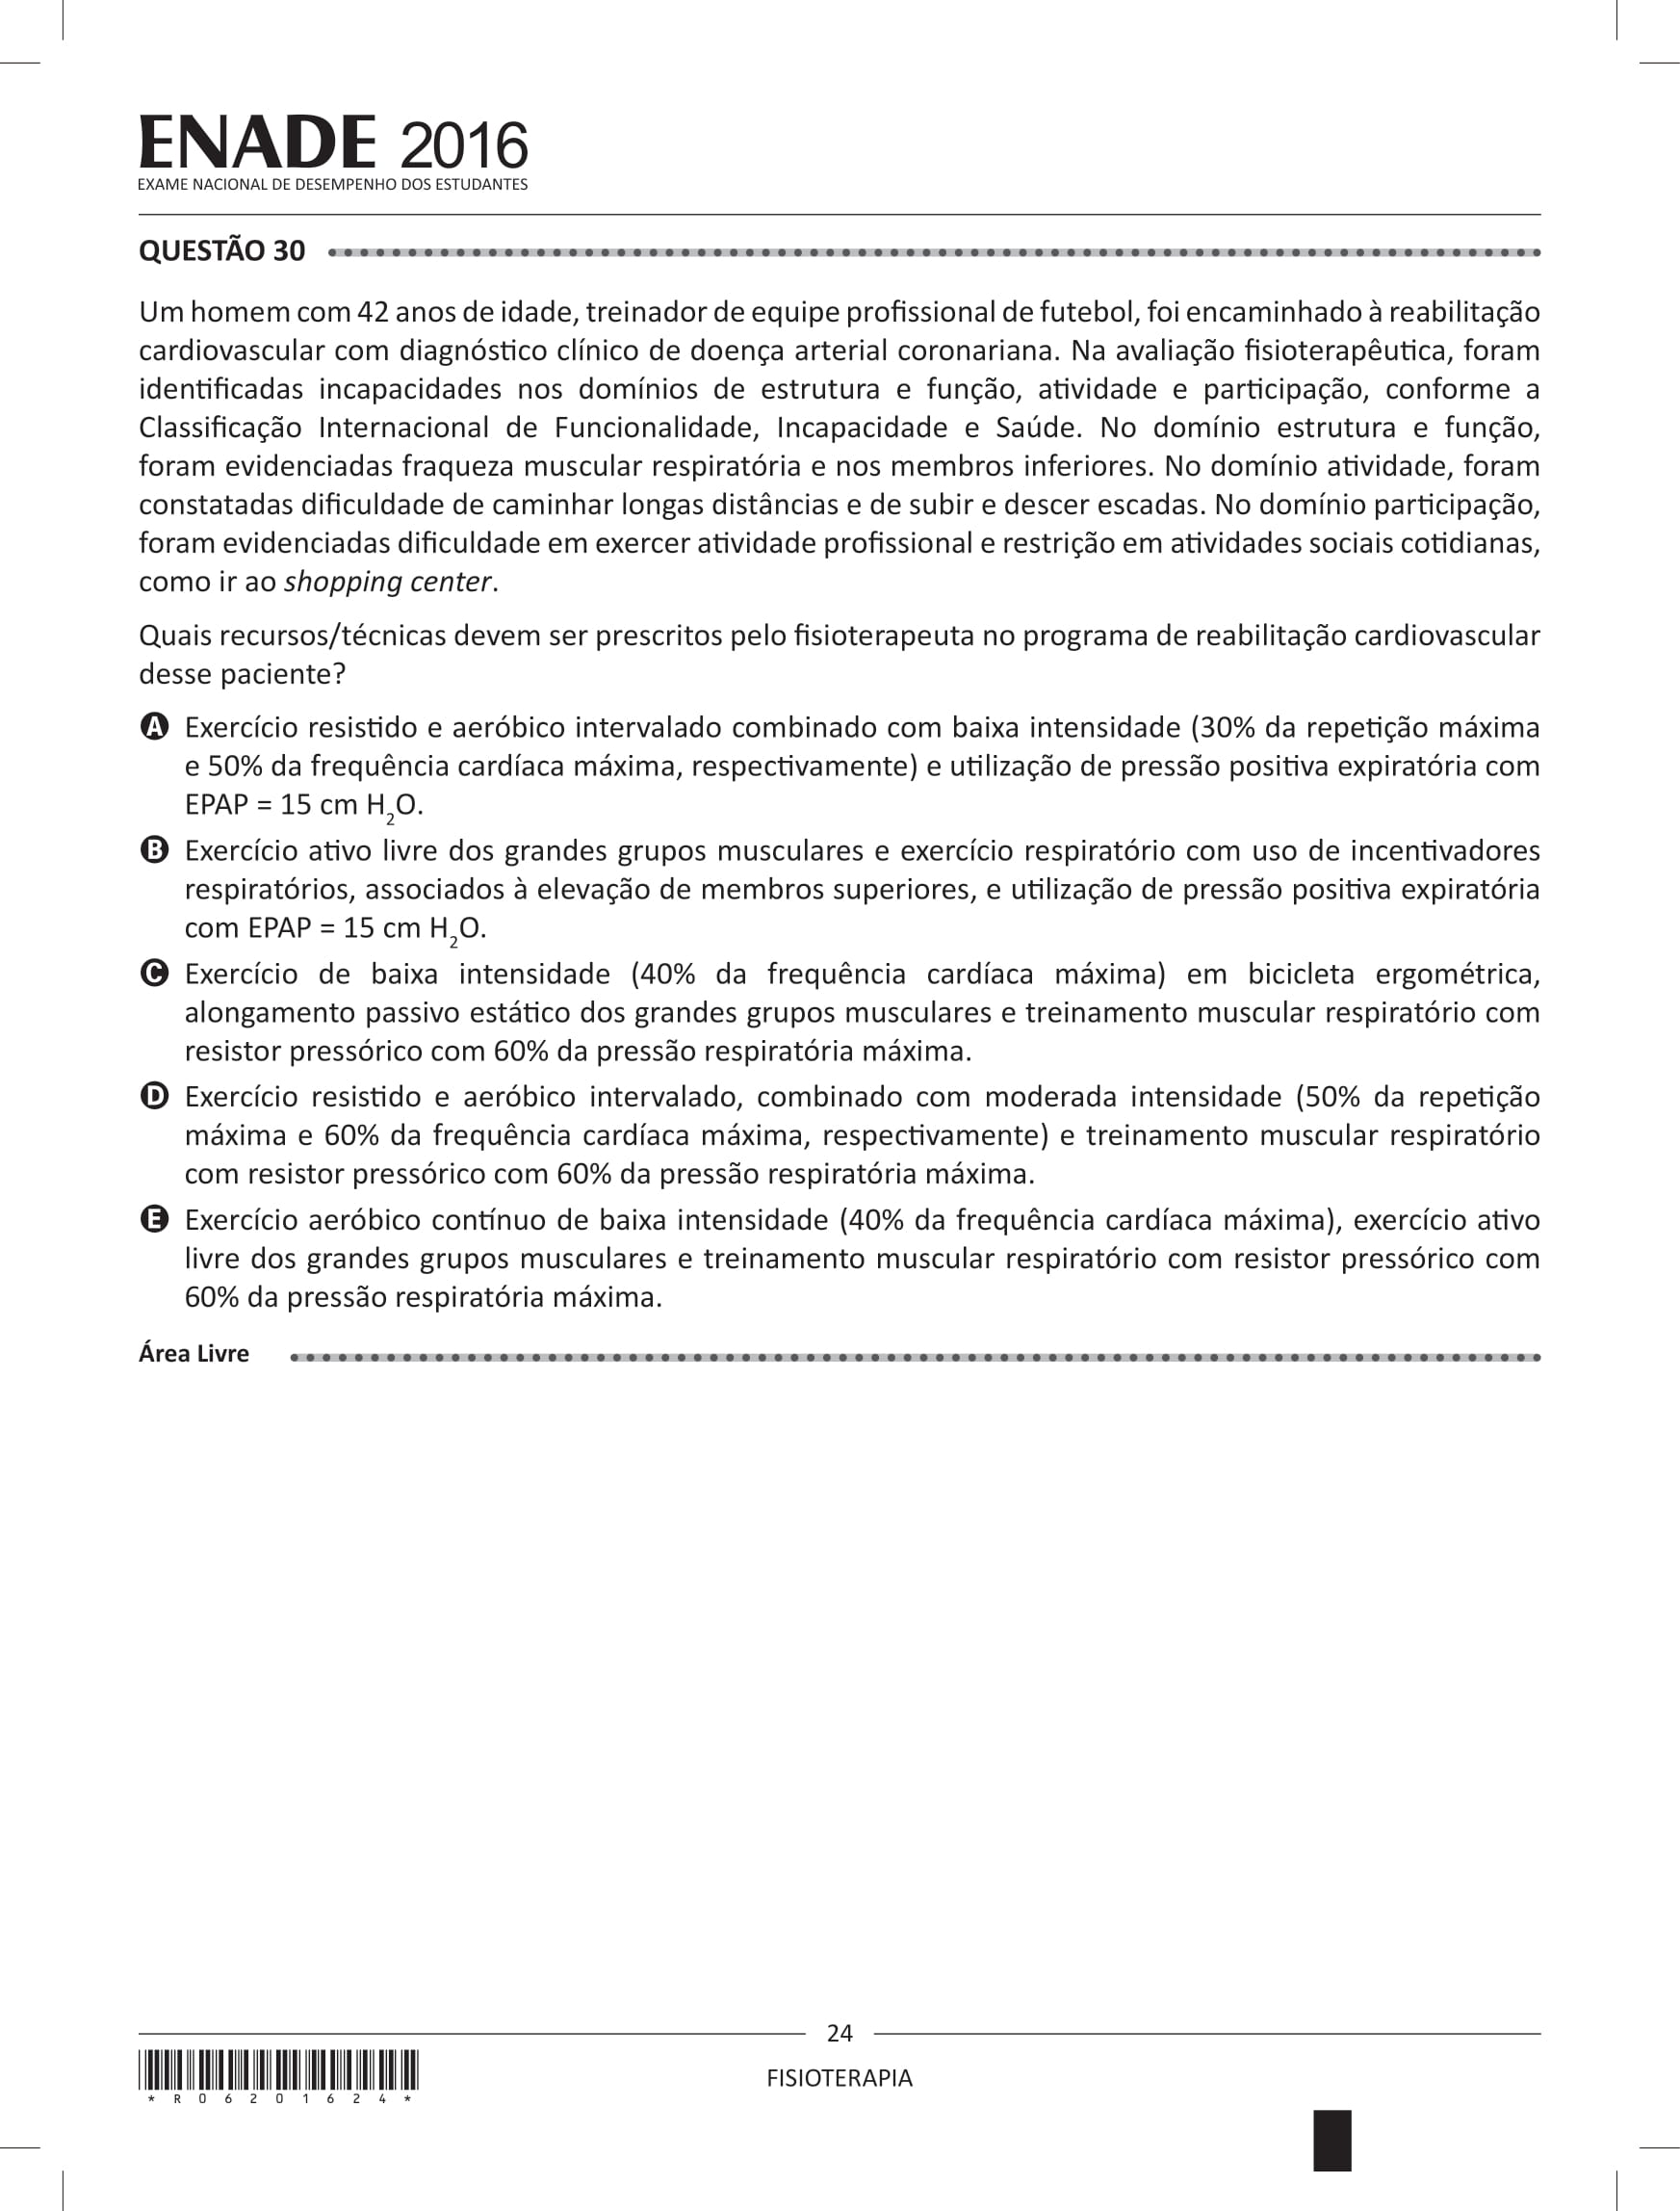 ENADE 2016
EXAME NACIONAL DE DESEMPENHO DOS ESTUDANTES
QUESTÃO 30
Um homem com 42 anos de idade, treinador de equipe profissional de futebol, foi encaminhado à reabilitação
cardiovascular com diagnóstico clínico de doença arterial coronariana. Na avaliação fisioterapêutica, foram
identificadas incapacidades nos domínios de estrutura e função, atividade e participação, conforme a
Classificação Internacional de Funcionalidade, Incapacidade e Saúde. No domínio estrutura e função,
foram evidenciadas fraqueza muscular respiratória e nos membros inferiores. No domínio atividade, foram
constatadas dificuldade de caminhar longas distâncias e de subir e descer escadas. No domínio participação,
foram evidenciadas dificuldade em exercer atividade profissional e restrição em atividades sociais cotidianas,
como ir ao shopping center.
Quais recursos/técnicas devem ser prescritos pelo fisioterapeuta no programa de reabilitação cardiovascular
desse paciente?
A Exercício resistido e aeróbico intervalado combinado com baixa intensidade (30% da repetição máxima
e 50% da frequência cardíaca máxima, respectivamente) e utilização de pressão positiva expiratória com
EPAP = 15 cm H2O.
B Exercício ativo livre dos grandes grupos musculares e exercício respiratório com uso de incentivadores
respiratórios, associados à elevação de membros superiores, e utilização de pressão positiva expiratória
com EPAP = 15 cm H2O.
C Exercício de baixa intensidade (40% da frequência cardíaca máxima) em bicicleta ergométrica,
alongamento passivo estático dos grandes grupos musculares e treinamento muscular respiratório com
resistor pressórico com 60% da pressão respiratória máxima.
D Exercício resistido e aeróbico intervalado, combinado com moderada intensidade (50% da repetição
máxima e 60% da frequência cardíaca máxima, respectivamente) e treinamento muscular respiratório
com resistor pressórico com 60% da pressão respiratória máxima.
E Exercício aeróbico contínuo de baixa intensidade (40% da frequência cardíaca máxima), exercício ativo
livre dos grandes grupos musculares e treinamento muscular respiratório com resistor pressórico com
60% da pressão respiratória máxima.
Área Livre
24
FISIOTERAPIA
* R 0 6 2 0 1 6 2 4 *